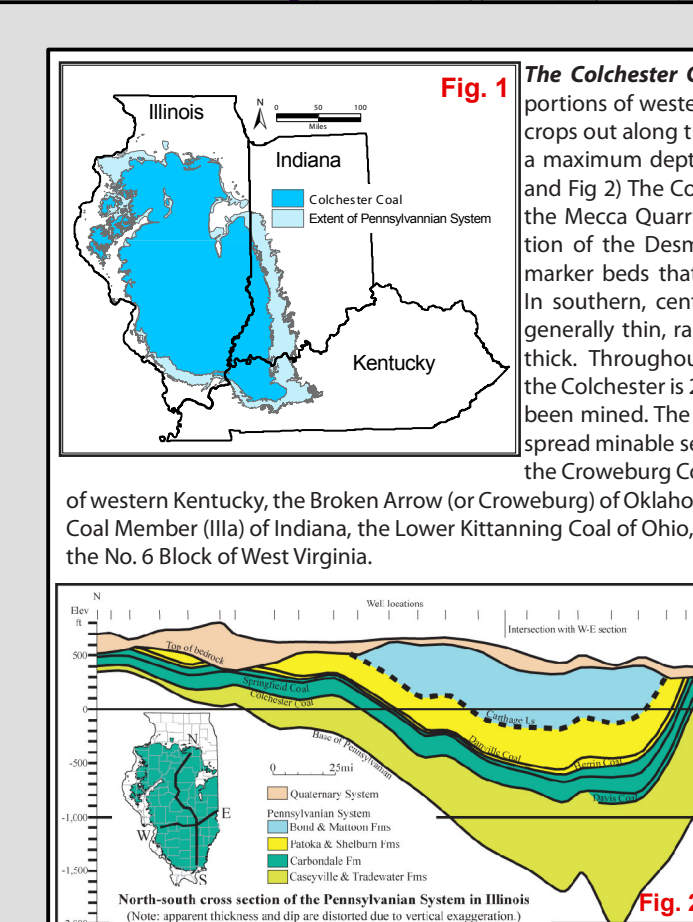 Fig. 1
Illinois
N
0 50 100
Miles
Indiana
Colchester Coal
Extent of Pennsylvannian System
Kentucky
The Colchester C
portions of weste
crops out along t
a maximum dept
and Fig 2) The Co
the Mecca Quarr
tion of the Desm
marker beds that
In southern, cent
generally thin, ra
thick. Throughou
the Colchester is 2
been mined. The
spread minable se
the Croweburg Co
of western Kentucky, the Broken Arrow (or Croweburg) of Oklaho
Coal Member (IIIa) of Indiana, the Lower Kittanning Coal of Ohio,
the No. 6 Block of West Virginia.
N
Elev
ft
Well locations
Intersection with W-E section
Top of bedrock
500
Springfield Coal
Colchester Coal
0
Carthage Ls
Base of Pennsylvanian
Danville Coal
Herrin Coal
Davis Coal
-500
-1,000
-1,500
N
E
W
S
0 25mi
Quaternary System
Pennsylvanian System
Bond & Mattoon Fms
Patoka & Shelburn Fms
Carbondale Fm
Caseyville & Tradewater Fms
Fig. 2
North-south cross section of the Pennsylvanian System in Illinois
(Note: apparent thickness and dip are distorted due to vertical exaggeration.)